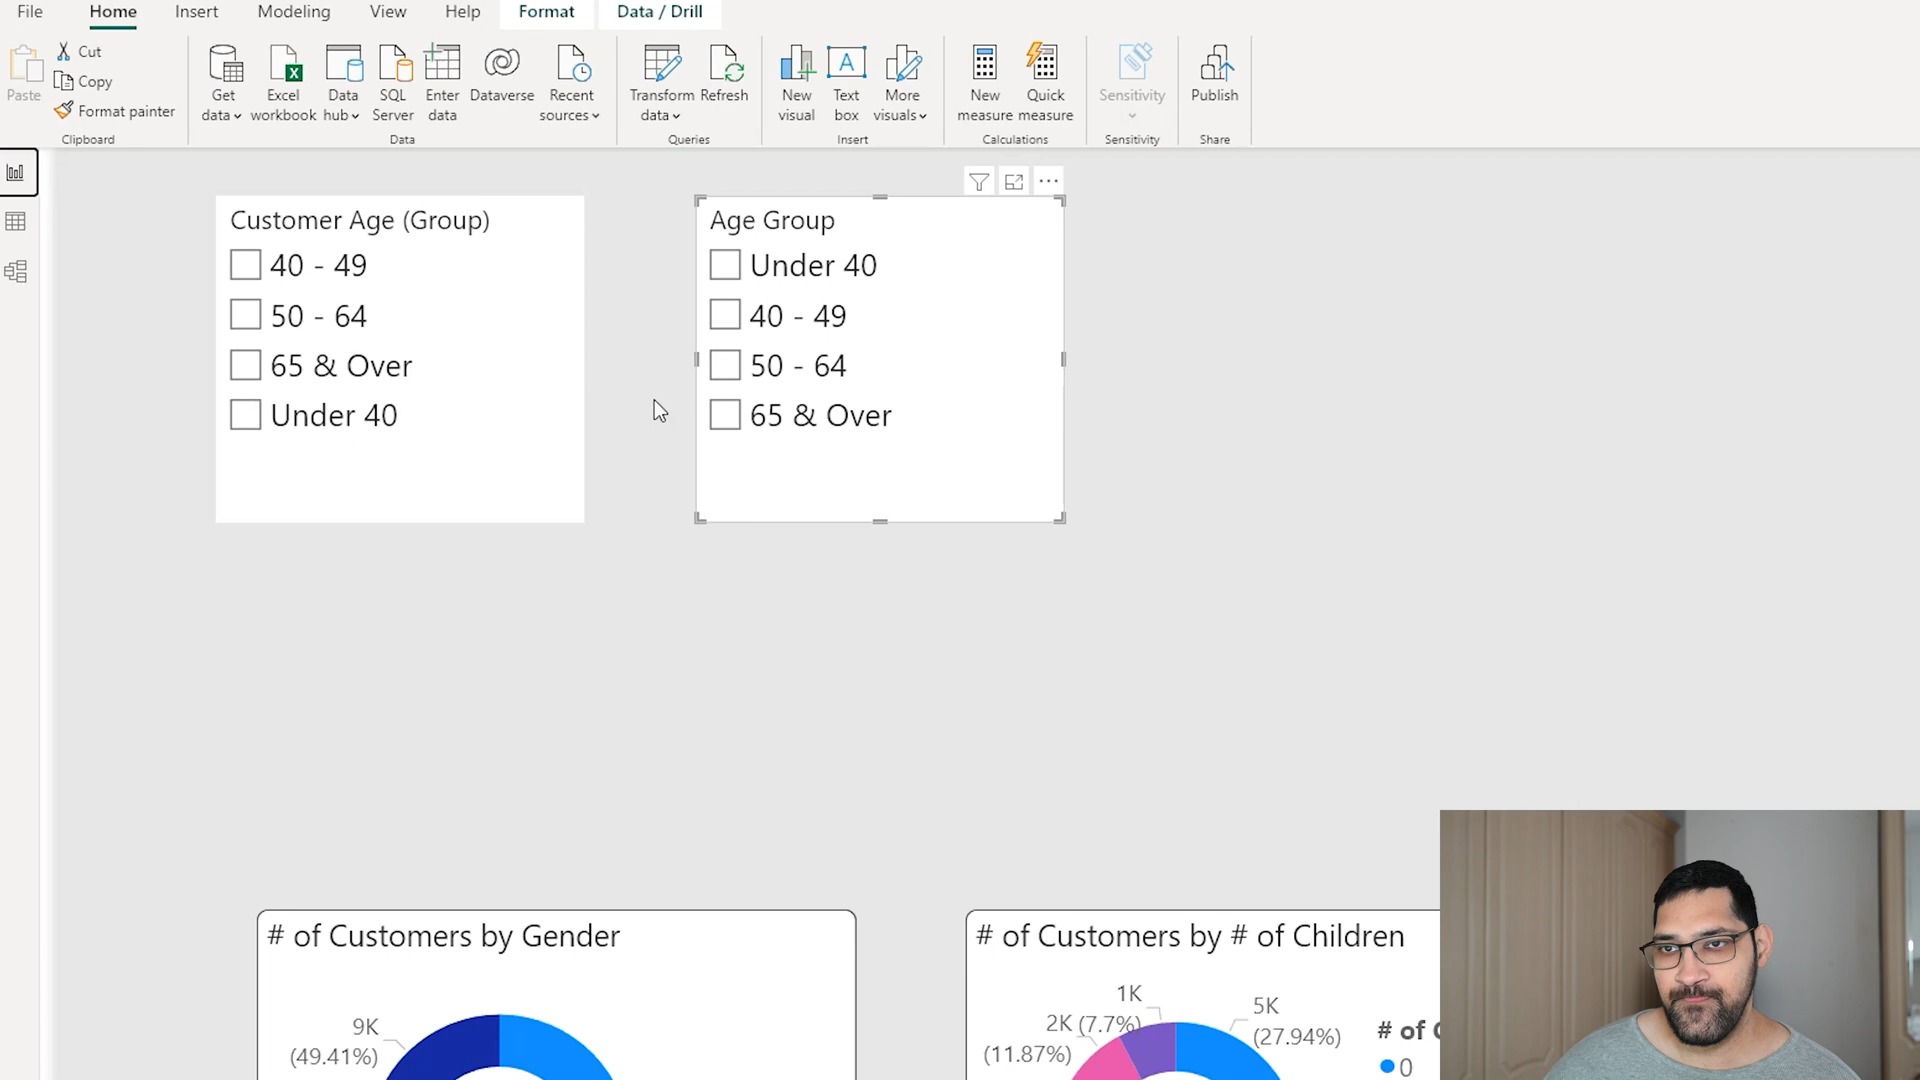 File Home Insert Modeling View Help Format Data / Drill
Paste
Cut
Copy
Format painter
Clipboard
Get data
Excel workbook
Data hub
SQL Server
Enter data
Dataverse
Recent sources
Data
Transform data
Refresh
Queries
New visual
Text box
More visuals
Insert
New measure
Quick measure
Calculations
Sensitivity
Sensitivity
Publish
Share
Customer Age (Group)
40 - 49
50 - 64
65 & Over
Under 40
Age Group
Under 40
40 - 49
50 - 64
65 & Over
# of Customers by Gender
9K
(49.41%)
# of Customers by # of Children
1K
(7.7%)
2K
(11.87%)
5K
(27.94%)
# of
0